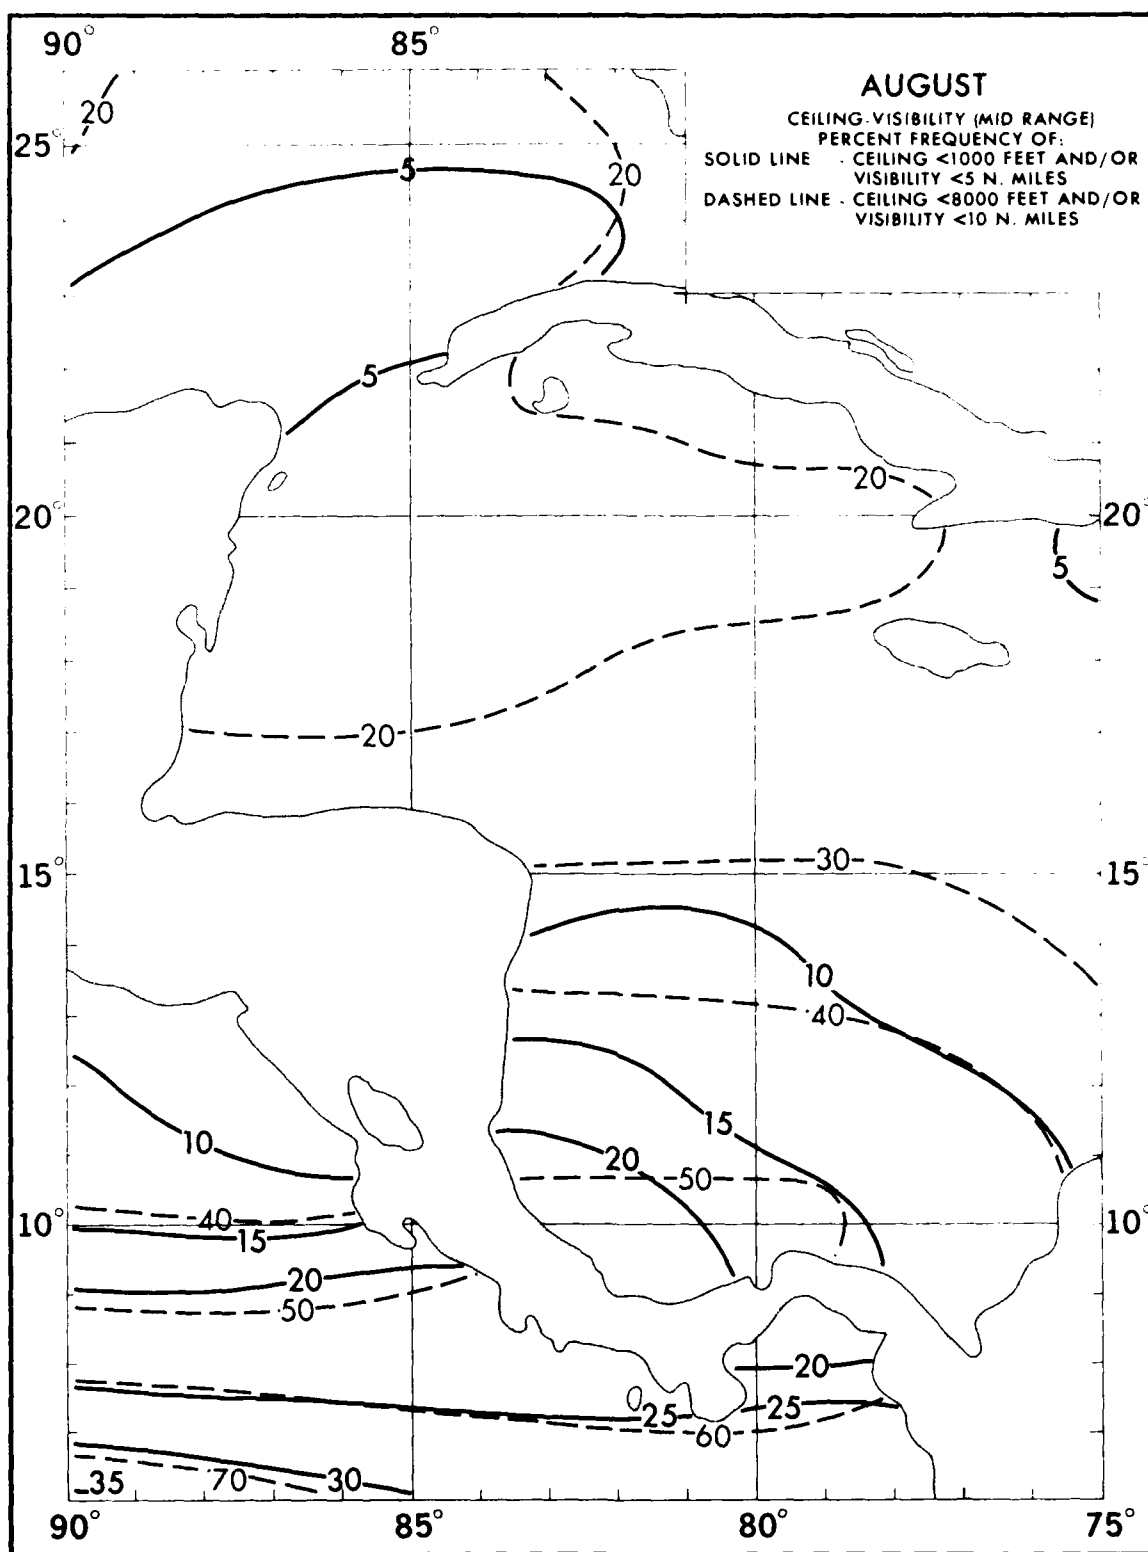 90° 85°
AUGUST
CEILING-VISIBILITY (MID RANGE)
PERCENT FREQUENCY OF:
SOLID LINE - CEILING <1000 FEET AND/OR
VISIBILITY <5 N. MILES
DASHED LINE - CEILING <8000 FEET AND/OR
VISIBILITY <10 N. MILES
20
25°
5
20
5
20
20° 20°
5
20
30
15° 15°
10
40
15
10
20
50
40
10° 10°
15
20
50
20
25 25
60
35 70 30
90° 85° 80° 75°